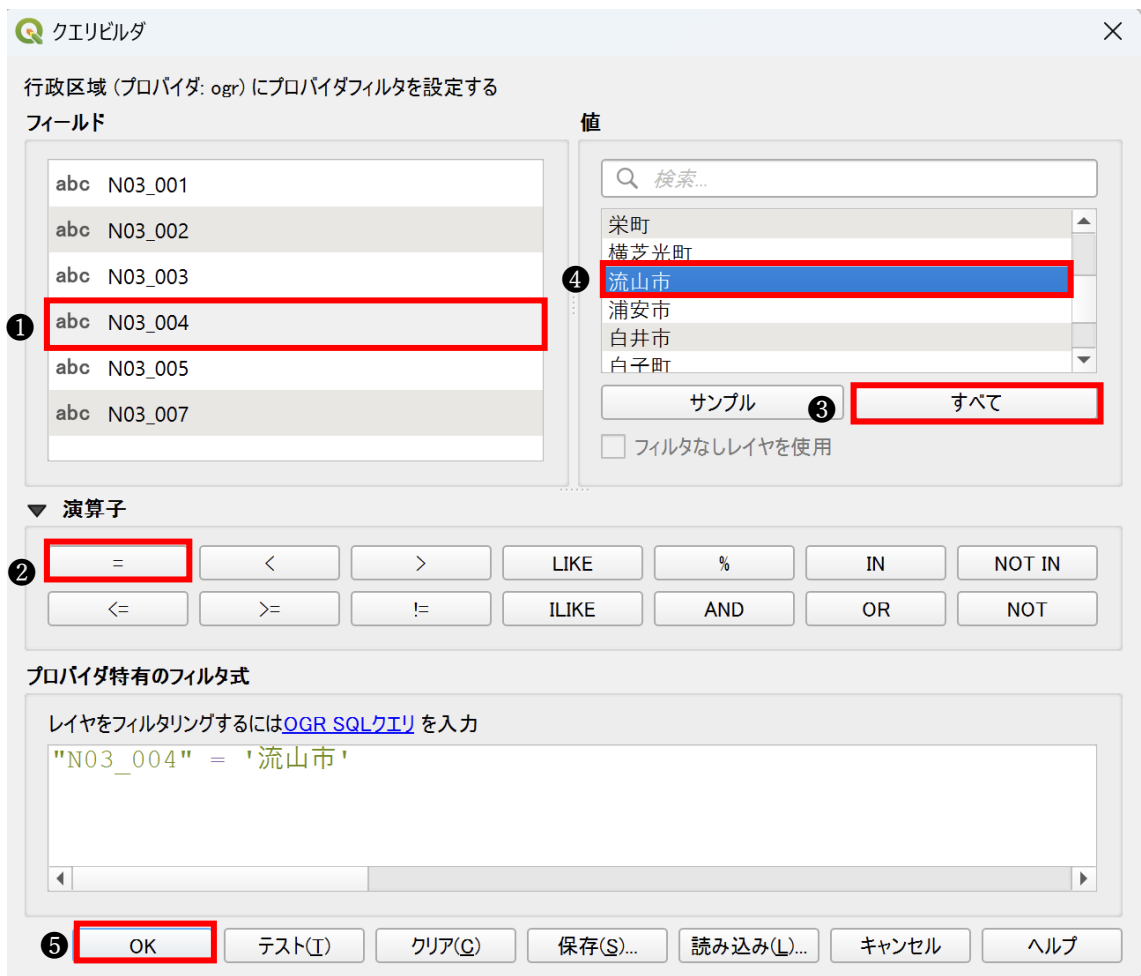 クエリビルダ
行政区域 (プロバイダ: ogr) にプロバイダフィルタを設定する
フィールド
abc N03_001
abc N03_002
abc N03_003
❶ abc N03_004
abc N03_005
abc N03_007
値
検索...
栄町
横芝光町
❹ 流山市
浦安市
白井市
白子町
サンプル ❸ すべて
フィルタなしレイヤを使用
演算子
❷ = < > LIKE % IN NOT IN
<= >= != ILIKE AND OR NOT
プロバイダ特有のフィルタ式
レイヤをフィルタリングするにはOGR SQLクエリ を入力
"N03_004" = '流山市'
❺ OK テスト(T) クリア(C) 保存(S)... 読み込み(L)... キャンセル ヘルプ